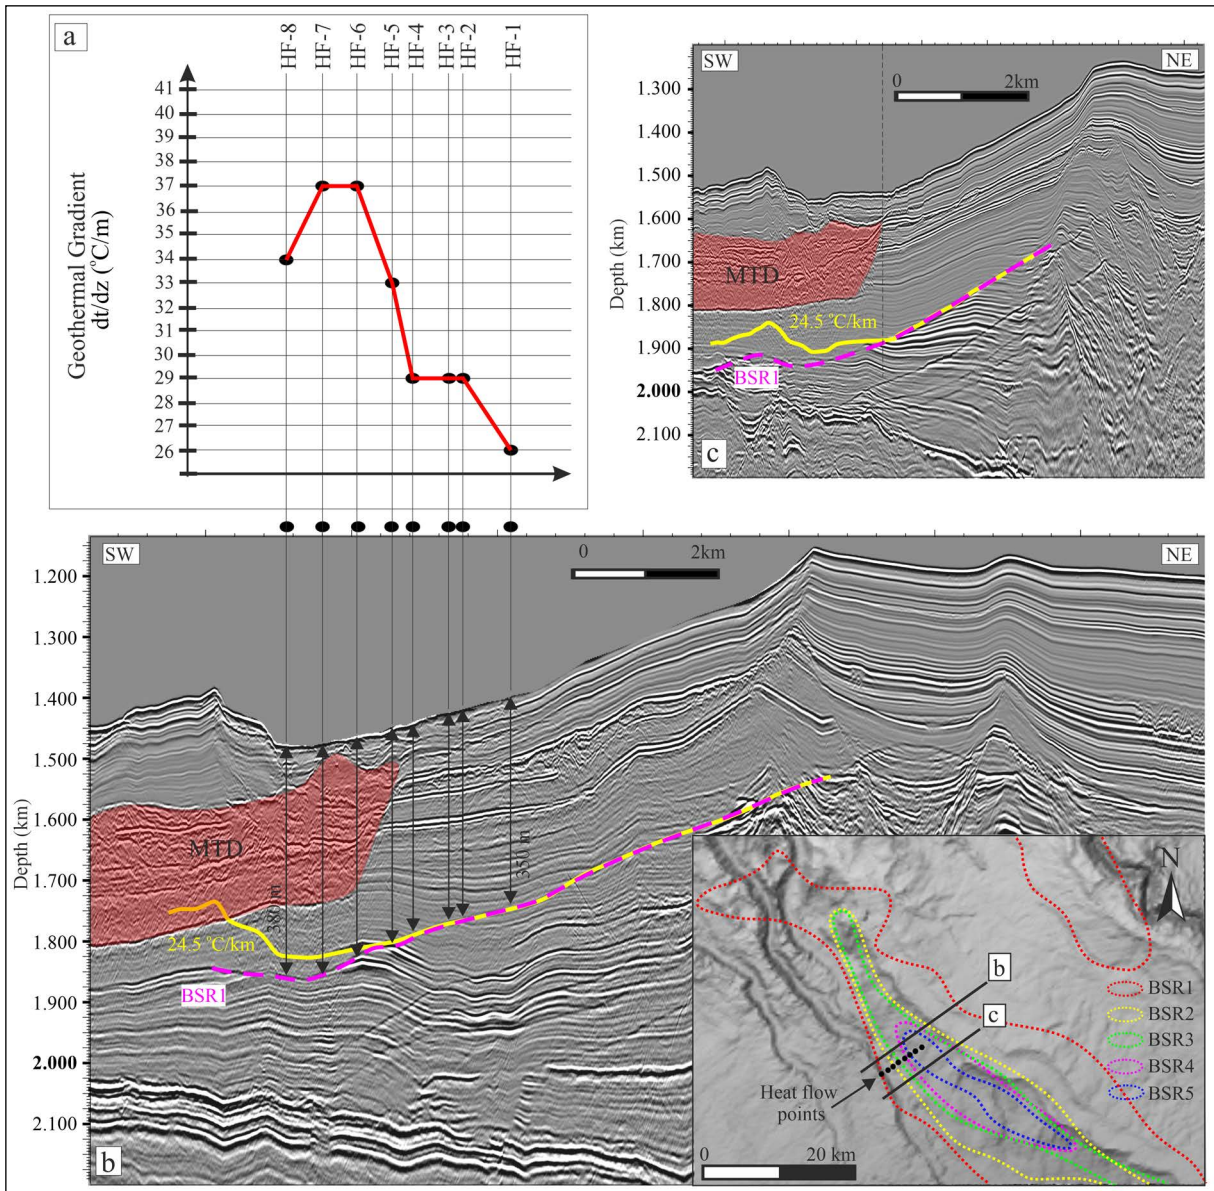 a
HF-8
HF-7
HF-6
HF-5
HF-4
HF-3
HF-2
HF-1
Geothermal Gradient
dt/dz (°C/m)
41
40
39
38
37
36
35
34
33
32
31
30
29
28
27
26
SW
NE
0 2km
Depth (km)
1.300
1.400
1.500
1.600
1.700
1.800
1.900
2.000
2.100
MTD
24.5 °C/km
BSR1
c
SW
NE
0 2km
Depth (km)
1.200
1.300
1.400
1.500
1.600
1.700
1.800
1.900
2.000
2.100
MTD
380 m
350 m
24.5 °C/km
BSR1
b
N
b
c
BSR1
BSR2
BSR3
BSR4
BSR5
Heat flow
points
0 20 km